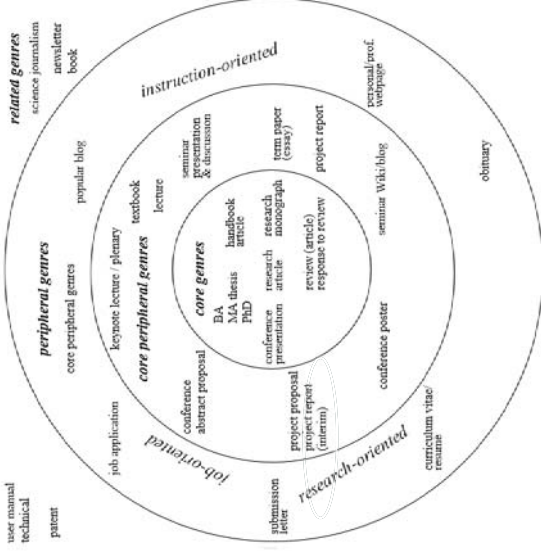 related genres
science journalism
newsletter
book
peripheral genres
core peripheral genres
popular blog
instruction-oriented
personal/prof.
webpage
obituary
curriculum vitae/
resume
research-oriented
submission
letter
job-oriented
job application
user manual
technical
patent
keynote lecture / plenary
core peripheral genres
textbook
lecture
seminar
presentation
& discussion
term paper
(essay)
project report
seminar Wiki/blog
conference poster
project proposal
project report
(interim)
conference
abstract proposal
core genres
BA
MA thesis
PhD
handbook
article
conference
presentation
research
article
research
monograph
review (article)
response to review